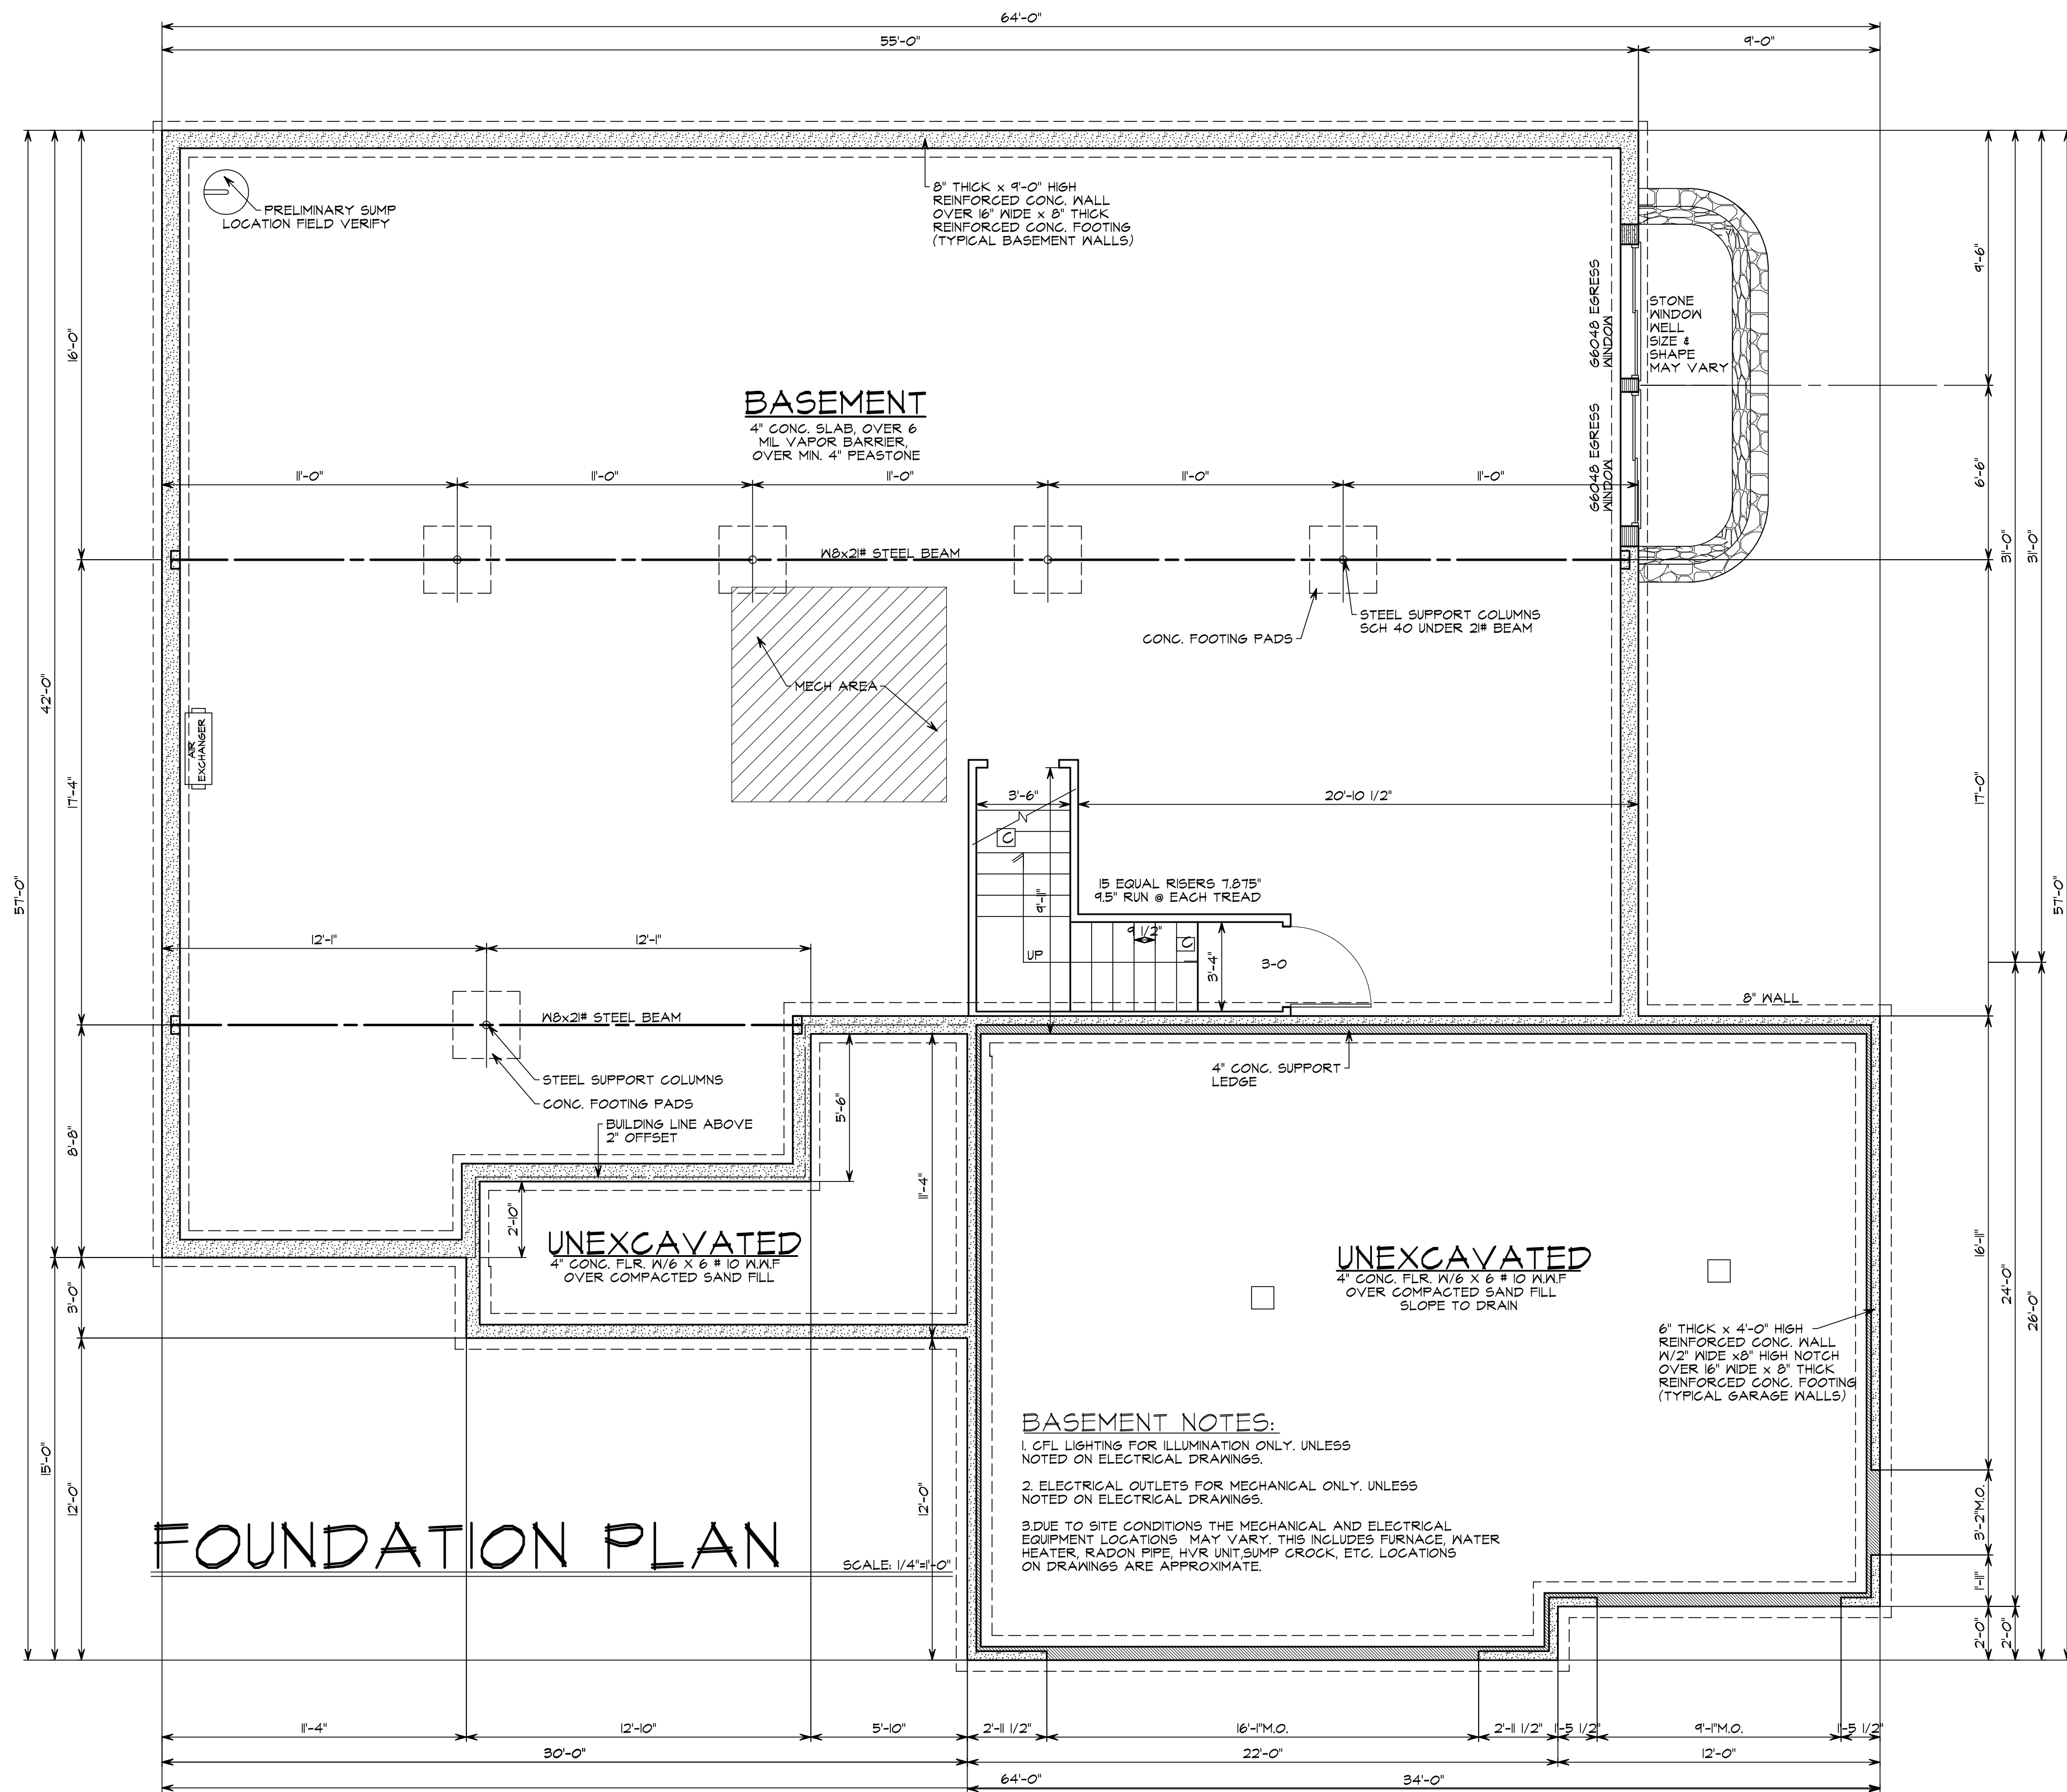 64'-0"
55'-0"
9'-0"
8" THICK x 9'-0" HIGH
REINFORCED CONC. WALL
OVER 16" WIDE x 8" THICK
REINFORCED CONC. FOOTING
(TYPICAL BASEMENT WALLS)
PRELIMINARY SUMP
LOCATION FIELD VERIFY
9'-6"
G6048 EGRESS
WINDOW
STONE
WINDOW
WELL
SIZE &
SHAPE
MAY VARY
16'-0"
BASEMENT
4" CONC. SLAB, OVER 6
MIL VAPOR BARRIER,
OVER MIN. 4" PEASTONE
G6048 EGRESS
WINDOW
6'-6"
11'-0"
11'-0"
11'-0"
11'-0"
11'-0"
31'-0"
31'-0"
W8x21# STEEL BEAM
STEEL SUPPORT COLUMNS
SCH 40 UNDER 21# BEAM
CONC. FOOTING PADS
MECH AREA
42'-0"
AIR
EXCHANGER
17'-4"
17'-0"
3'-6"
20'-10 1/2"
C
15 EQUAL RISERS 7.875"
9.5" RUN @ EACH TREAD
9'-11"
57'-0"
57'-0"
9 1/2"
C
UP
3'-4"
3-0
12'-1"
12'-1"
8" WALL
W8x21# STEEL BEAM
4" CONC. SUPPORT
LEDGE
STEEL SUPPORT COLUMNS
CONC. FOOTING PADS
BUILDING LINE ABOVE
2" OFFSET
5'-6"
8'-8"
11'-4"
2'-10"
UNEXCAVATED
4" CONC. FLR. W/6 X 6 # 10 W.W.F
OVER COMPACTED SAND FILL
UNEXCAVATED
4" CONC. FLR. W/6 X 6 # 10 W.W.F
OVER COMPACTED SAND FILL
SLOPE TO DRAIN
16'-11"
24'-0"
26'-0"
3'-0"
6" THICK x 4'-0" HIGH
REINFORCED CONC. WALL
W/2" WIDE x8" HIGH NOTCH
OVER 16" WIDE x 8" THICK
REINFORCED CONC. FOOTING
(TYPICAL GARAGE WALLS)
BASEMENT NOTES:
1. CFL LIGHTING FOR ILLUMINATION ONLY. UNLESS
NOTED ON ELECTRICAL DRAWINGS.
2. ELECTRICAL OUTLETS FOR MECHANICAL ONLY. UNLESS
NOTED ON ELECTRICAL DRAWINGS.
3.DUE TO SITE CONDITIONS THE MECHANICAL AND ELECTRICAL
EQUIPMENT LOCATIONS MAY VARY. THIS INCLUDES FURNACE, WATER
HEATER, RADON PIPE, HVR UNIT,SUMP CROCK, ETC. LOCATIONS
ON DRAWINGS ARE APPROXIMATE.
15'-0"
12'-0"
12'-0"
3'-2"M.O.
1'-11"
2'-0"
2'-0"
FOUNDATION PLAN
SCALE: 1/4"=1'-0"
11'-4"
12'-10"
5'-10"
2'-11 1/2"
16'-1"M.O.
2'-11 1/2"
1'-5 1/2"
9'-1"M.O.
1'-5 1/2"
30'-0"
22'-0"
12'-0"
64'-0"
34'-0"